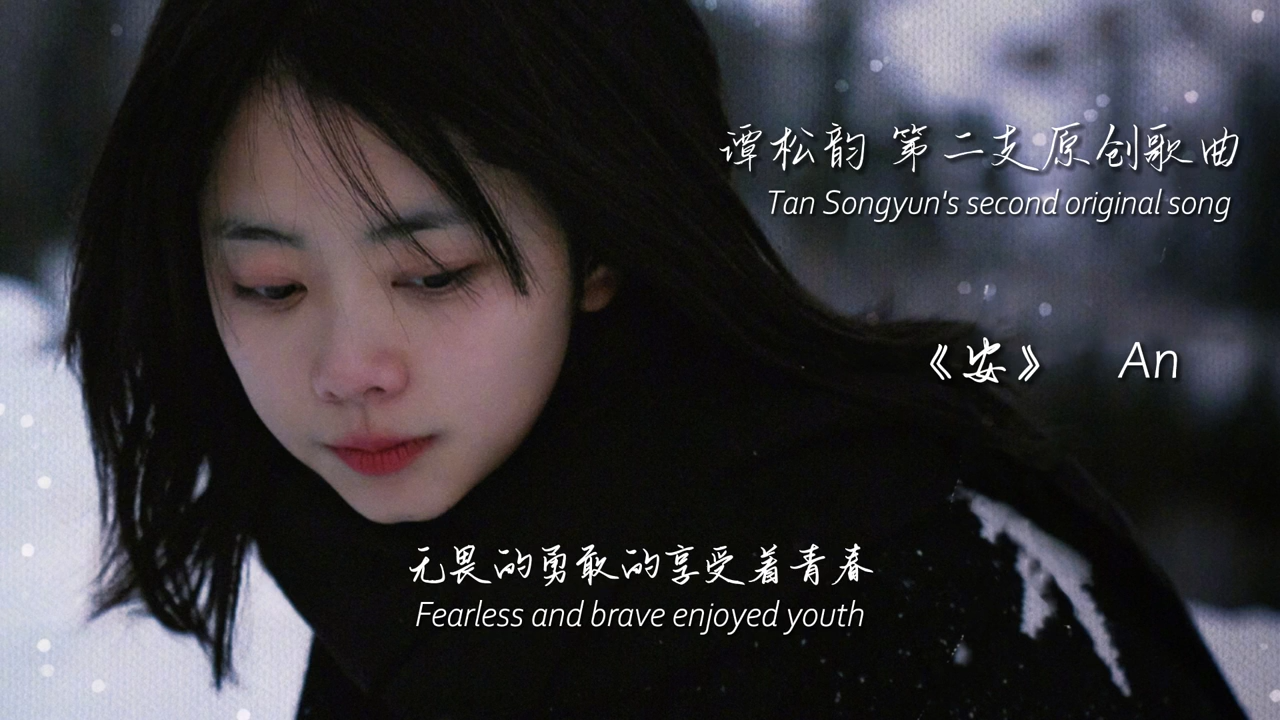 谭松韵 第二支原创歌曲
Tan Songyun's second original song
《安》 An
无畏的勇敢的享受着青春
Fearless and brave enjoyed youth